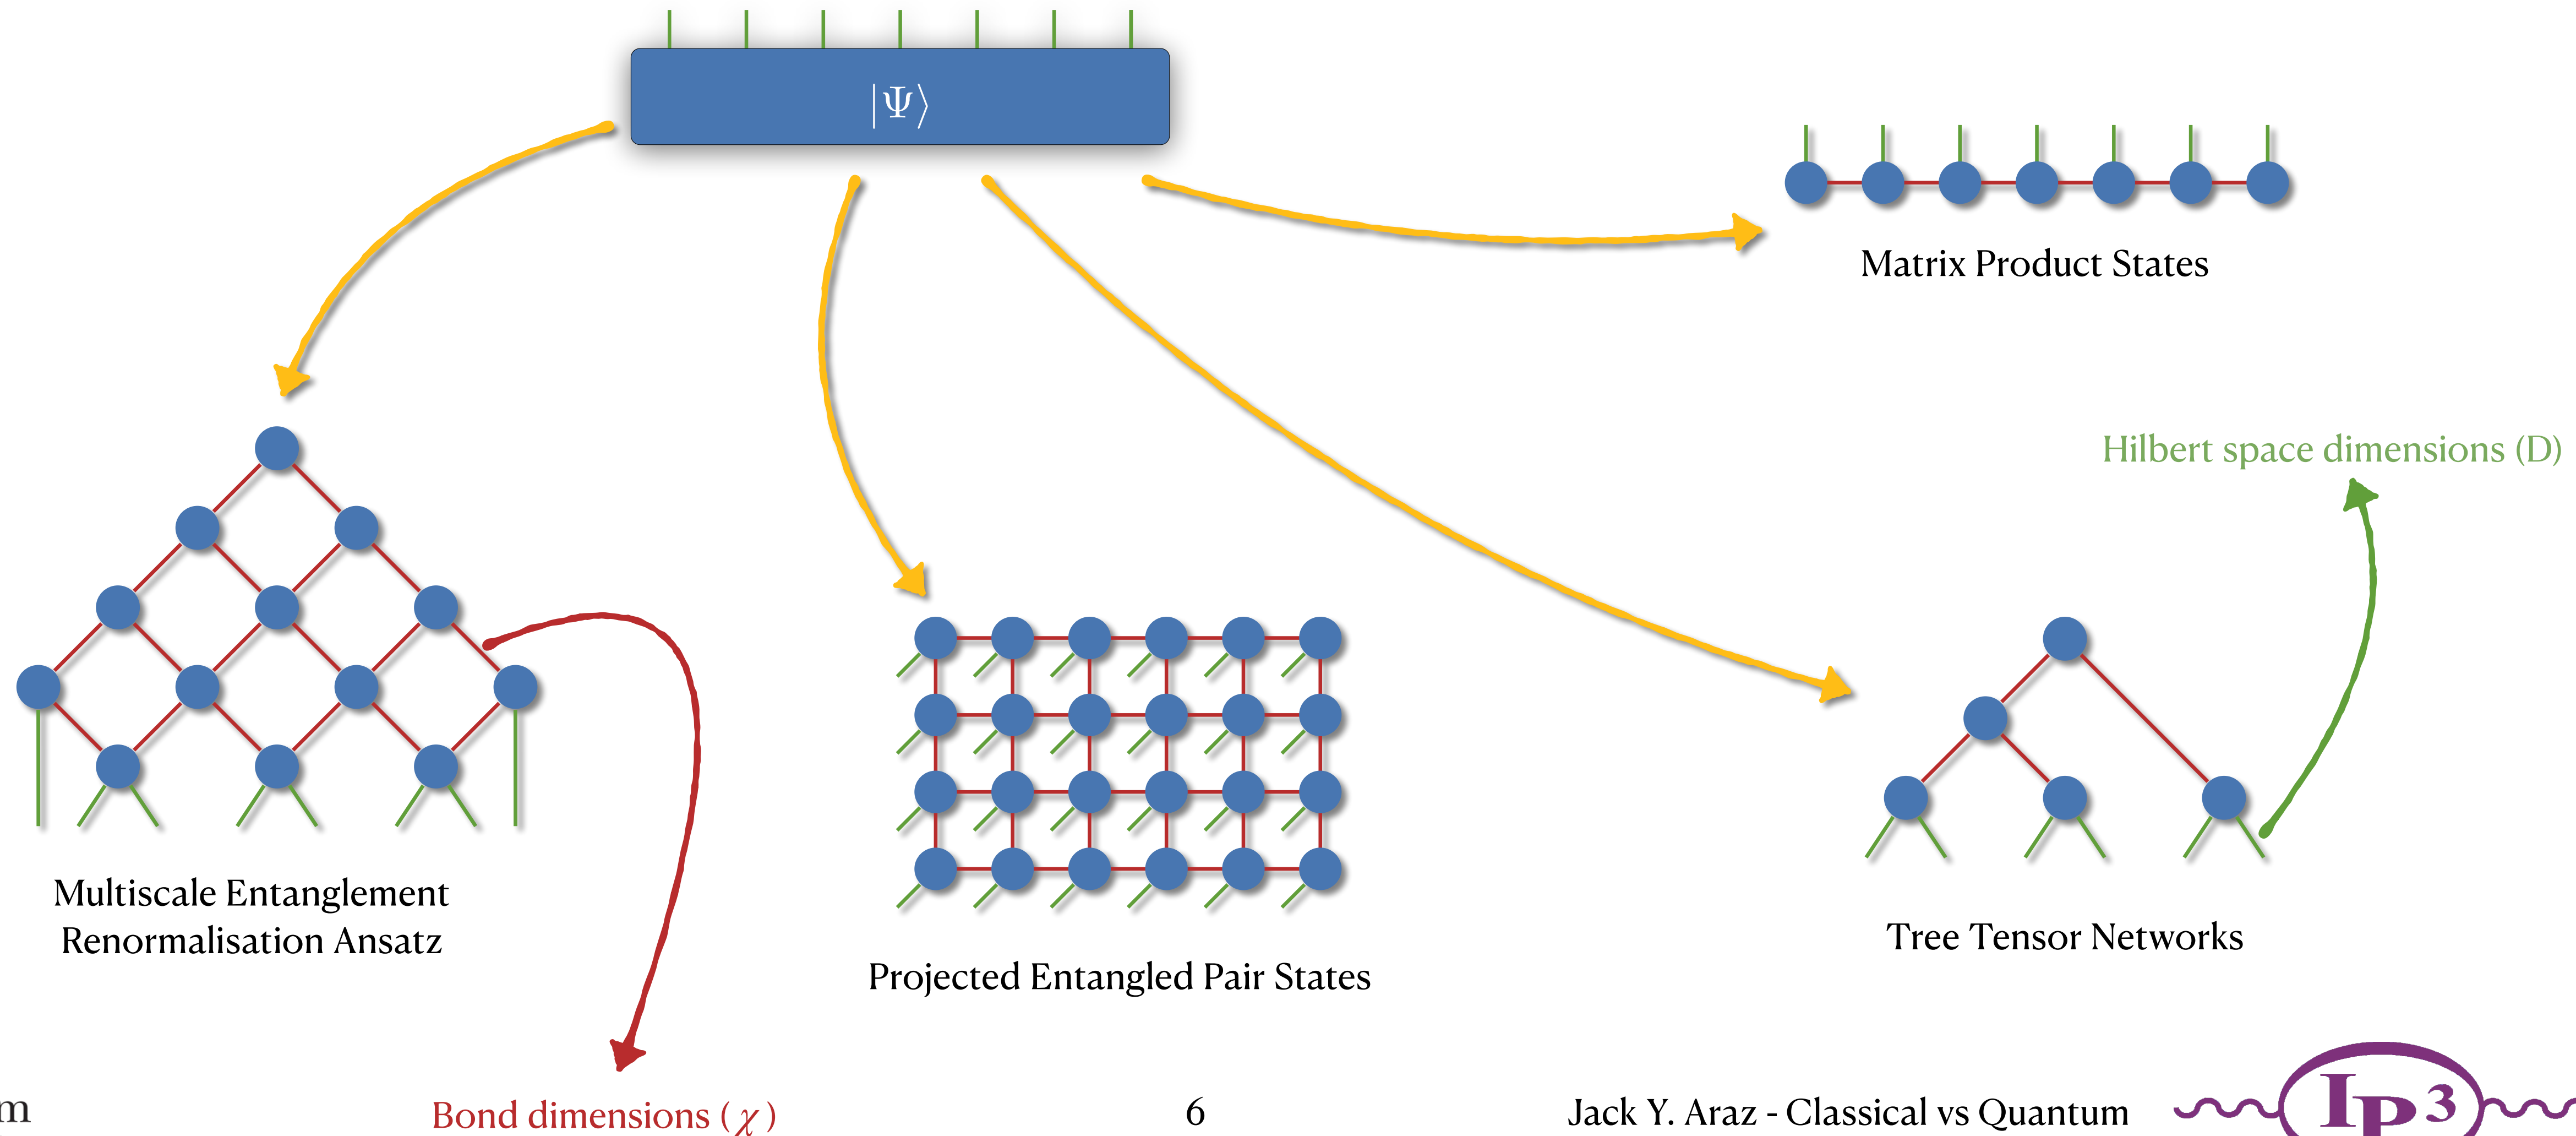 |Ψ⟩
Matrix Product States
Hilbert space dimensions (D)
Multiscale Entanglement
Renormalisation Ansatz
Projected Entangled Pair States
Tree Tensor Networks
Bond dimensions (χ)
m
6
Jack Y. Araz - Classical vs Quantum
IP3